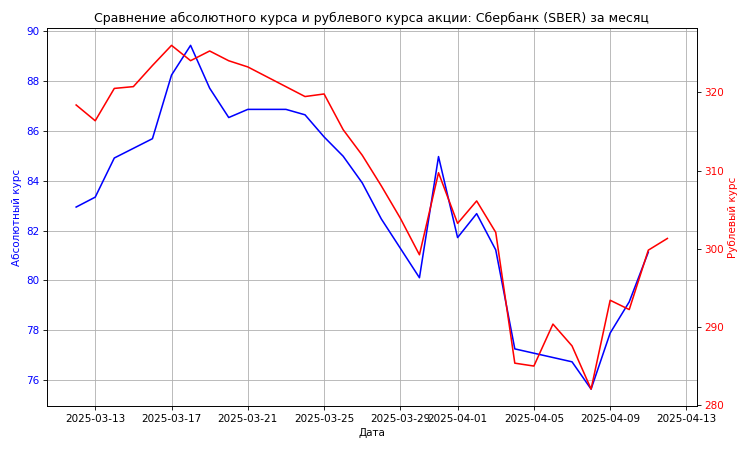 Сравнение абсолютного курса и рублевого курса акции: Сбербанк (SBER) за месяц
90
88
86
84
82
80
78
76
Абсолютный курс
320
310
300
290
280
Рублевый курс
2025-03-13 2025-03-17 2025-03-21 2025-03-25 2025-03-29 2025-04-01 2025-04-05 2025-04-09 2025-04-13
Дата